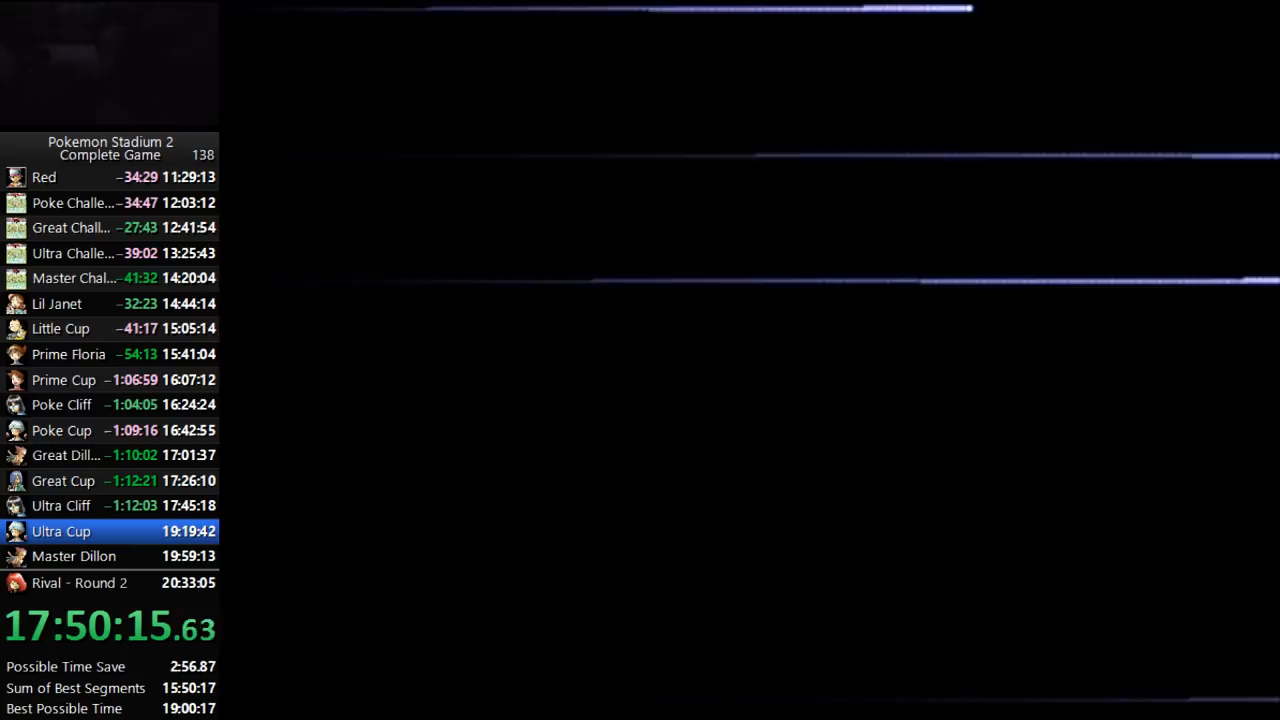 Pokemon Stadium 2
Complete Game 138
Red −34:29 11:29:13
Poke Challe... −34:47 12:03:12
Great Chall... −27:43 12:41:54
Ultra Challe... −39:02 13:25:43
Master Chal... −41:32 14:20:04
Lil Janet −32:23 14:44:14
Little Cup −41:17 15:05:14
Prime Floria −54:13 15:41:04
Prime Cup −1:06:59 16:07:12
Poke Cliff −1:04:05 16:24:24
Poke Cup −1:09:16 16:42:55
Great Dill... −1:10:02 17:01:37
Great Cup −1:12:21 17:26:10
Ultra Cliff −1:12:03 17:45:18
Ultra Cup 19:19:42
Master Dillon 19:59:13
Rival - Round 2 20:33:05
17:50:15.63
Possible Time Save 2:56.87
Sum of Best Segments 15:50:17
Best Possible Time 19:00:17